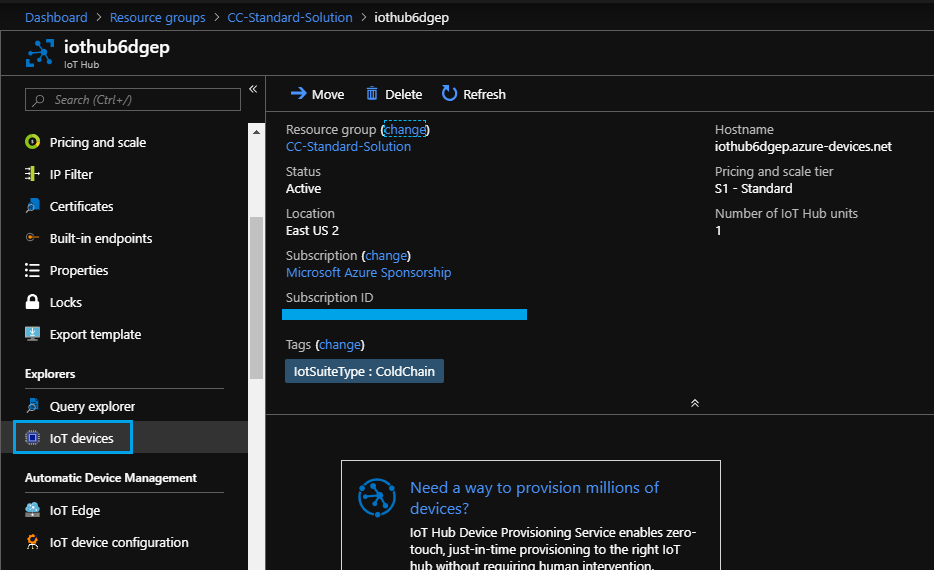 Dashboard > Resource groups > CC-Standard-Solution > iothub6dgep
iothub6dgep
IoT Hub
Search (Ctrl+/)
«
Pricing and scale
IP Filter
Certificates
Built-in endpoints
Properties
Locks
Export template
Explorers
Query explorer
IoT devices
Automatic Device Management
IoT Edge
IoT device configuration
Move Delete Refresh
Resource group (change)
CC-Standard-Solution
Status
Active
Location
East US 2
Subscription (change)
Microsoft Azure Sponsorship
Subscription ID
Tags (change)
IotSuiteType : ColdChain
Hostname
iothub6dgep.azure-devices.net
Pricing and scale tier
S1 - Standard
Number of IoT Hub units
1
Need a way to provision millions of
devices?
IoT Hub Device Provisioning Service enables zero-
touch, just-in-time provisioning to the right IoT
hub without requiring human intervention.